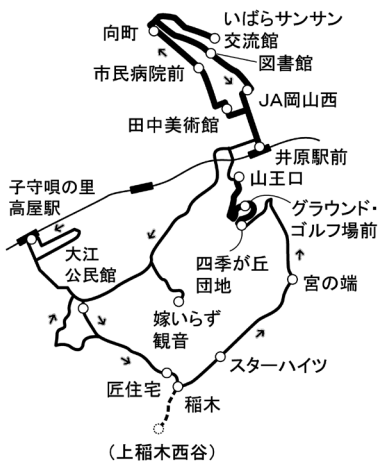 いばらサンサン
交流館
向町
図書館
市民病院前
JA岡山西
田中美術館
井原駅前
山王口
子守唄の里
高屋駅
グラウンド・
ゴルフ場前
大江
公民館
四季が丘
団地
宮の端
嫁いらず
観音
スターハイツ
匠住宅
稲木
（上稲木西谷）